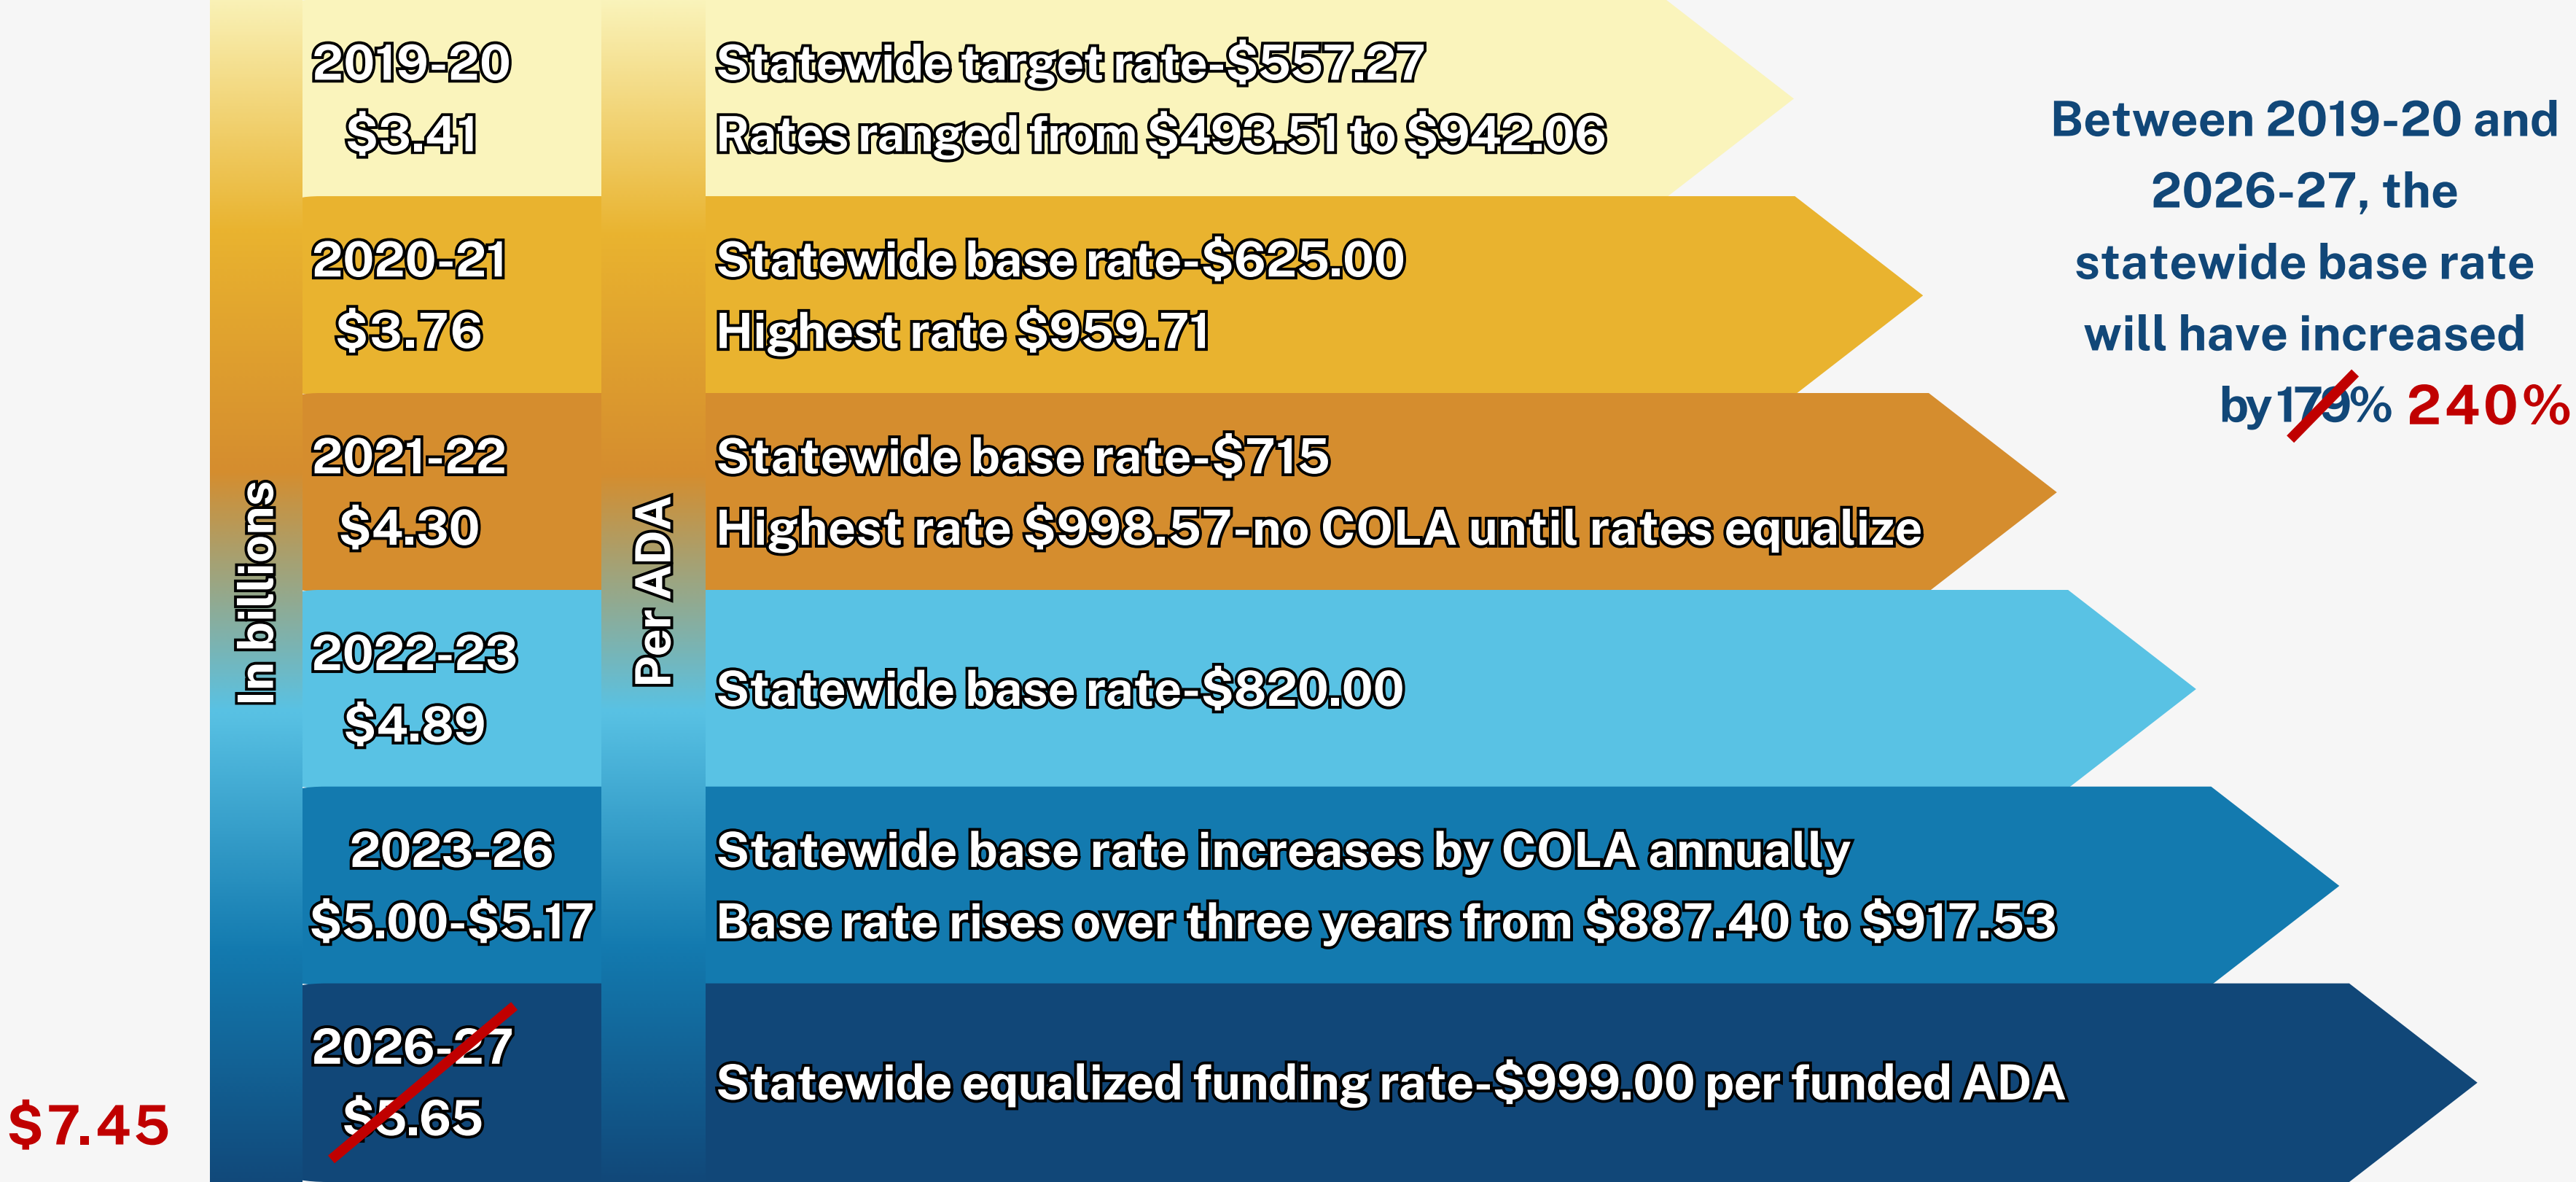 2019-20
$3.41
Statewide target rate-$557.27
Rates ranged from $493.51 to $942.06
2020-21
$3.76
Statewide base rate-$625.00
Highest rate $959.71
2021-22
$4.30
Statewide base rate-$715
Highest rate $998.57-no COLA until rates equalize
2022-23
$4.89
Statewide base rate-$820.00
2023-26
$5.00-$5.17
Statewide base rate increases by COLA annually
Base rate rises over three years from $887.40 to $917.53
2026-27
$5.65
Statewide equalized funding rate-$999.00 per funded ADA
In billions
Per ADA
$7.45
Between 2019-20 and
2026-27, the
statewide base rate
will have increased
by 179% 240%